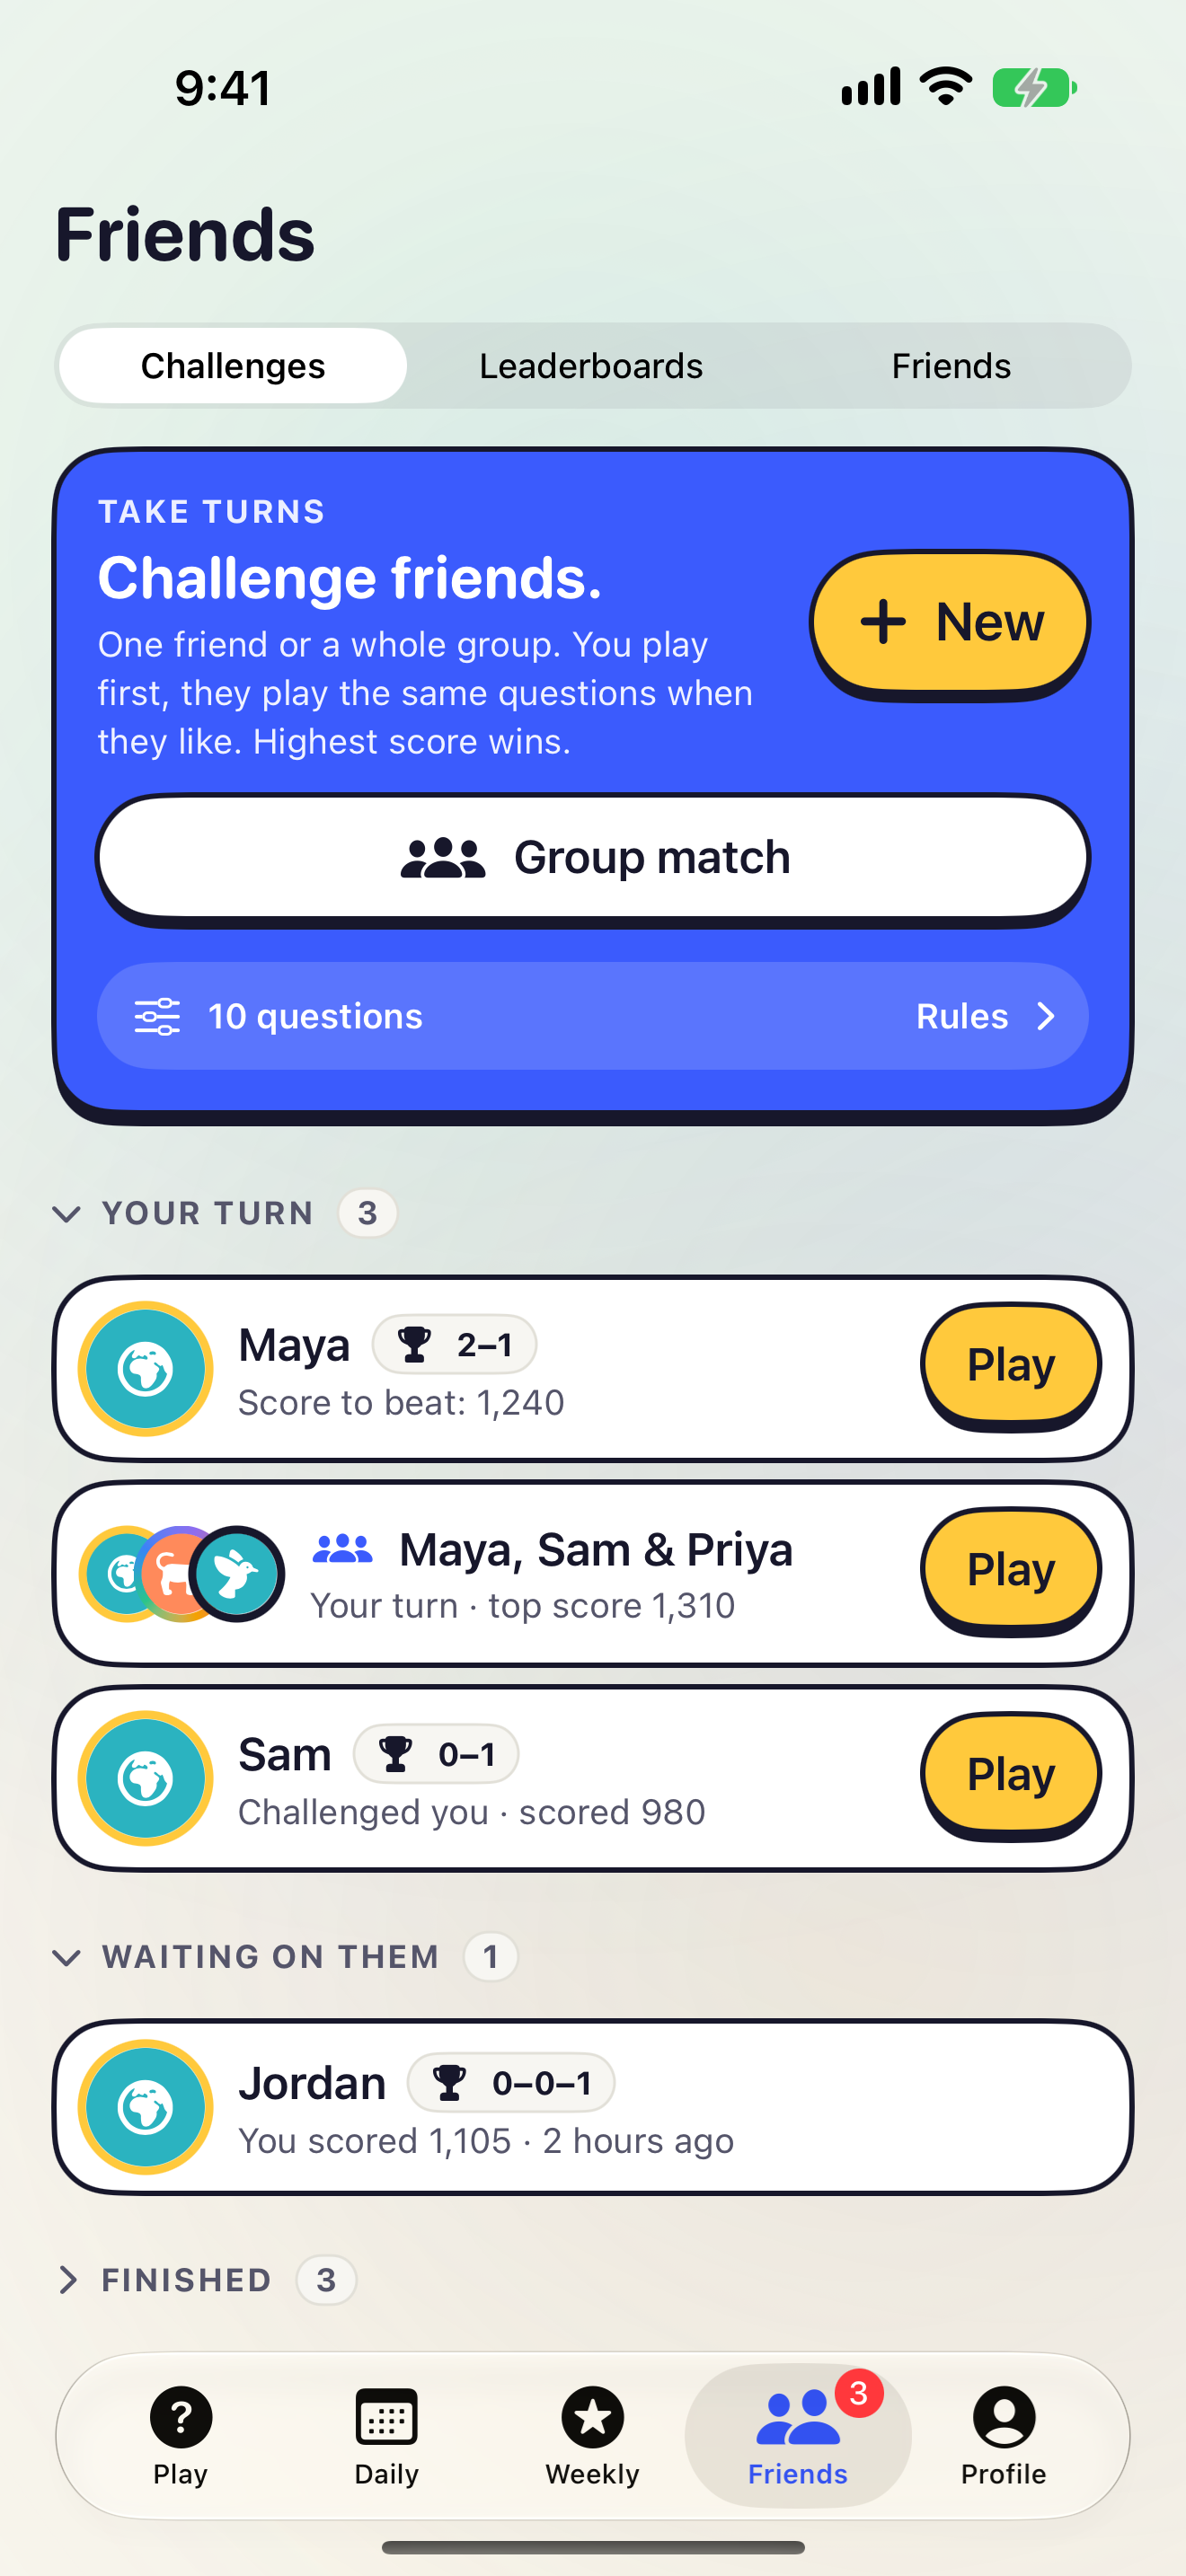 9:41
Friends
Challenges
Leaderboards
Friends
TAKE TURNS
Challenge friends.
One friend or a whole group. You play
first, they play the same questions when
they like. Highest score wins.
+ New
Group match
10 questions
Rules
YOUR TURN 3
Maya 2–1
Score to beat: 1,240
Play
Maya, Sam & Priya
Your turn · top score 1,310
Play
Sam 0–1
Challenged you · scored 980
Play
WAITING ON THEM 1
Jordan 0–0–1
You scored 1,105 · 2 hours ago
FINISHED 3
3
Play
Daily
Weekly
Friends
Profile